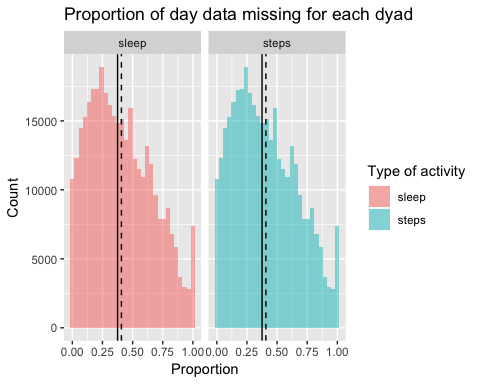 Proportion of day data missing for each dyad
sleep
steps
15000
10000
5000
0
Count
0.00 0.25 0.50 0.75 1.00
0.00 0.25 0.50 0.75 1.00
Proportion
Type of activity
sleep
steps